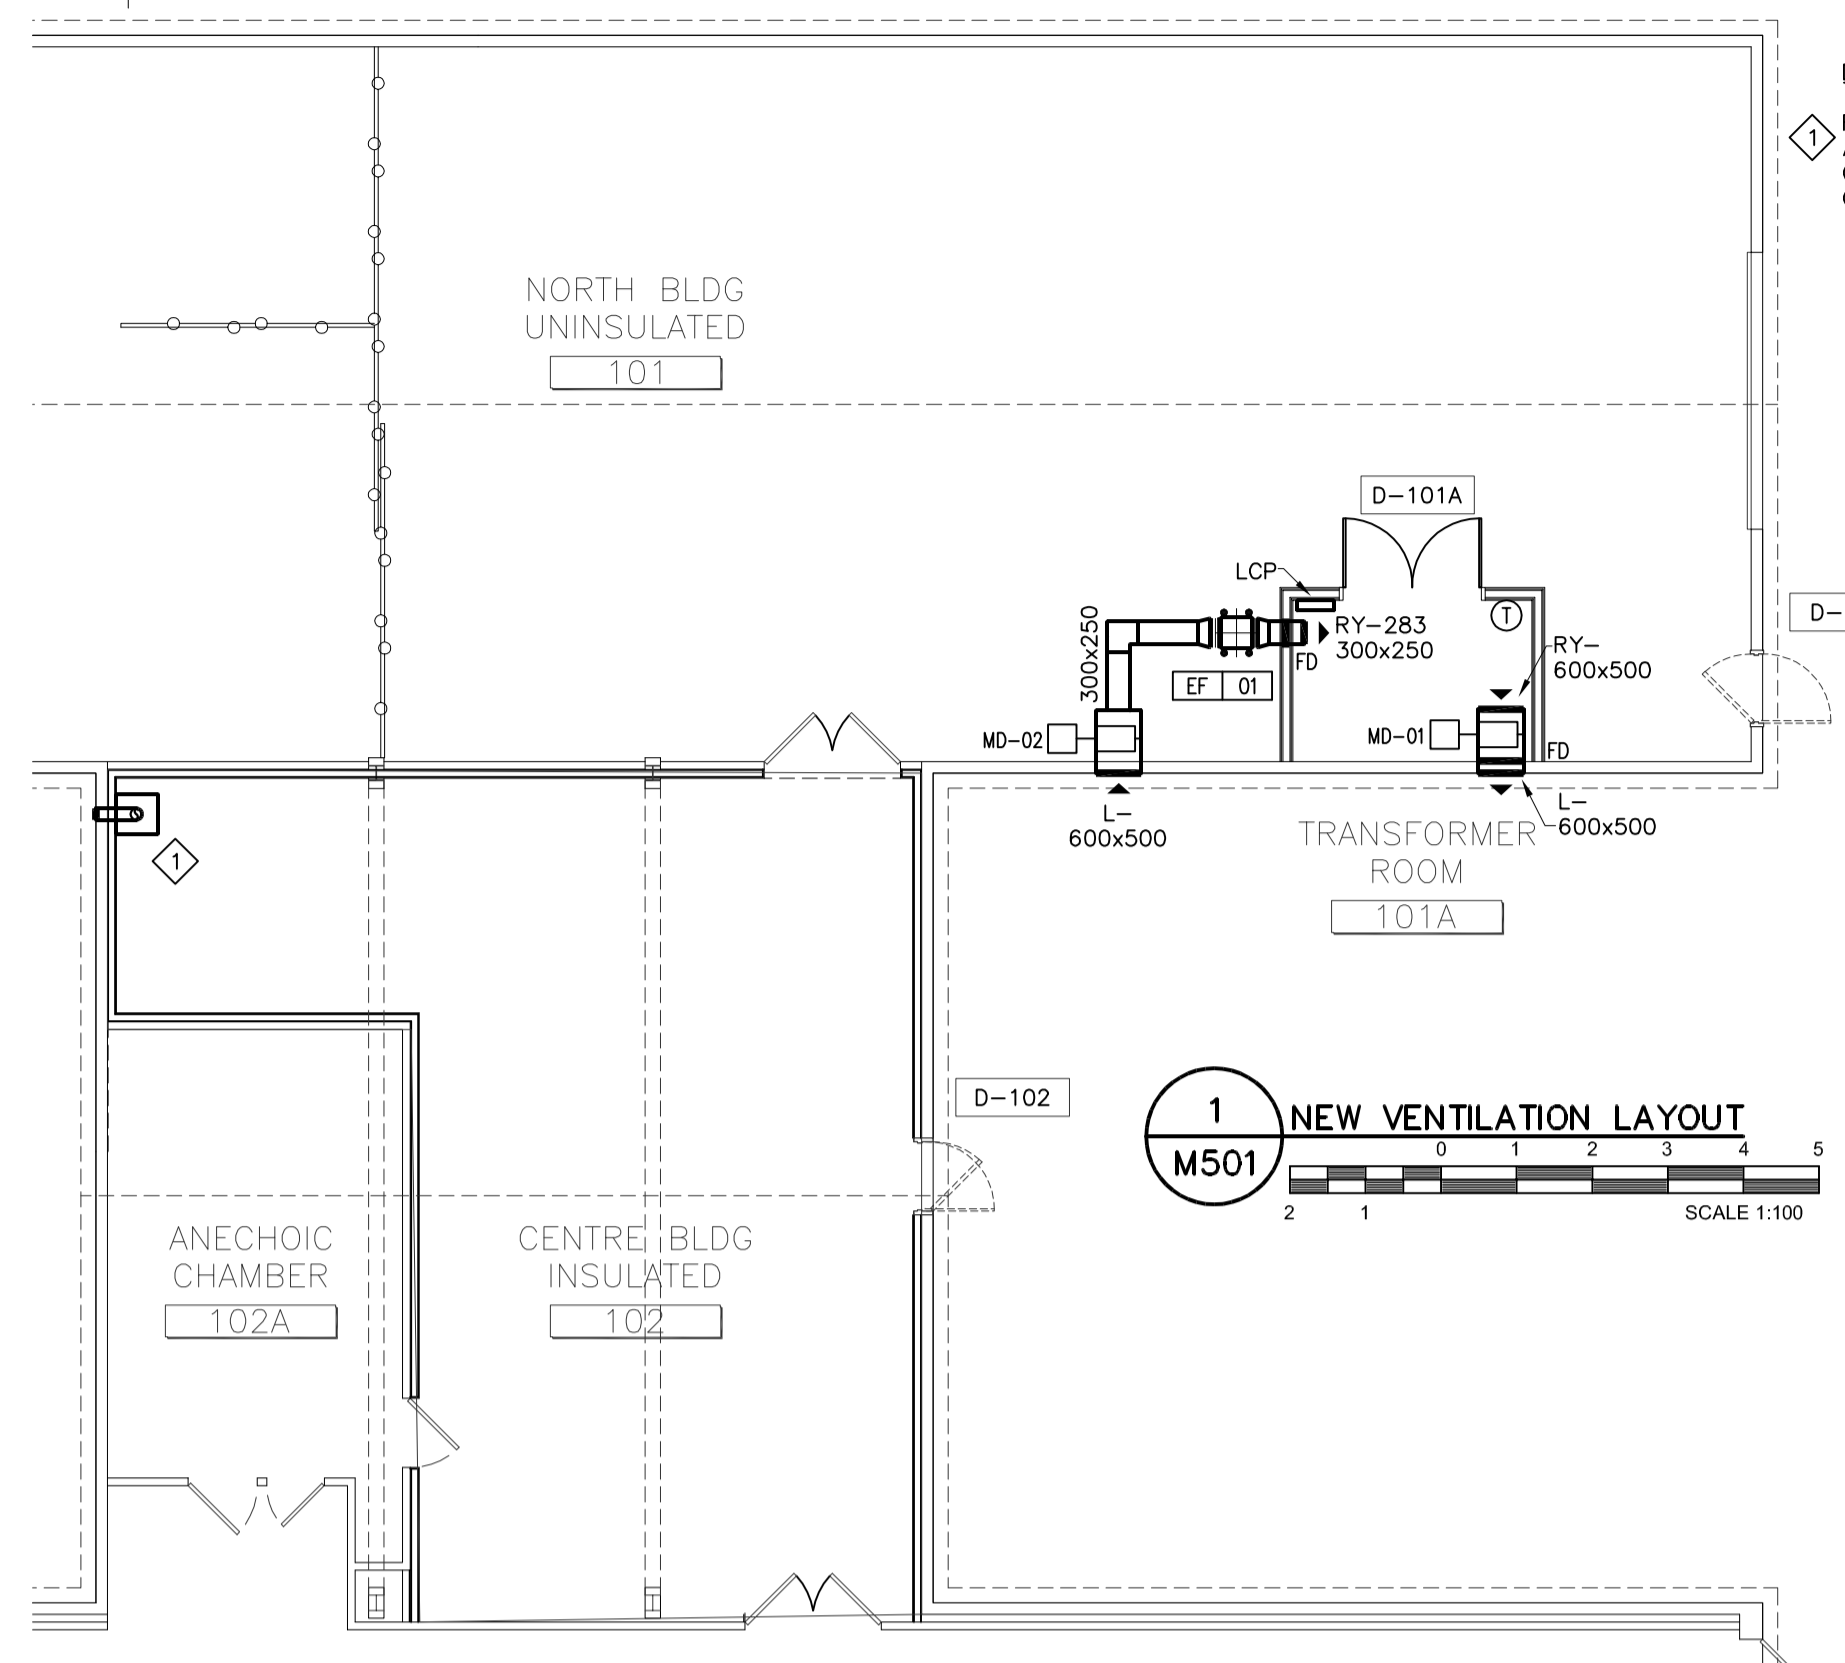 1
NORTH BLDG
UNINSULATED
101
D-101A
LCP
T
D-
300x250
RY-283
300x250
FD
RY-
600x500
EF 01
MD-02
MD-01
FD
L-
600x500
L-
600x500
TRANSFORMER
ROOM
101A
1
D-102
1
M501
NEW VENTILATION LAYOUT
0 1 2 3 4 5
2 1
SCALE 1:100
ANECHOIC
CHAMBER
102A
CENTRE BLDG
INSULATED
102